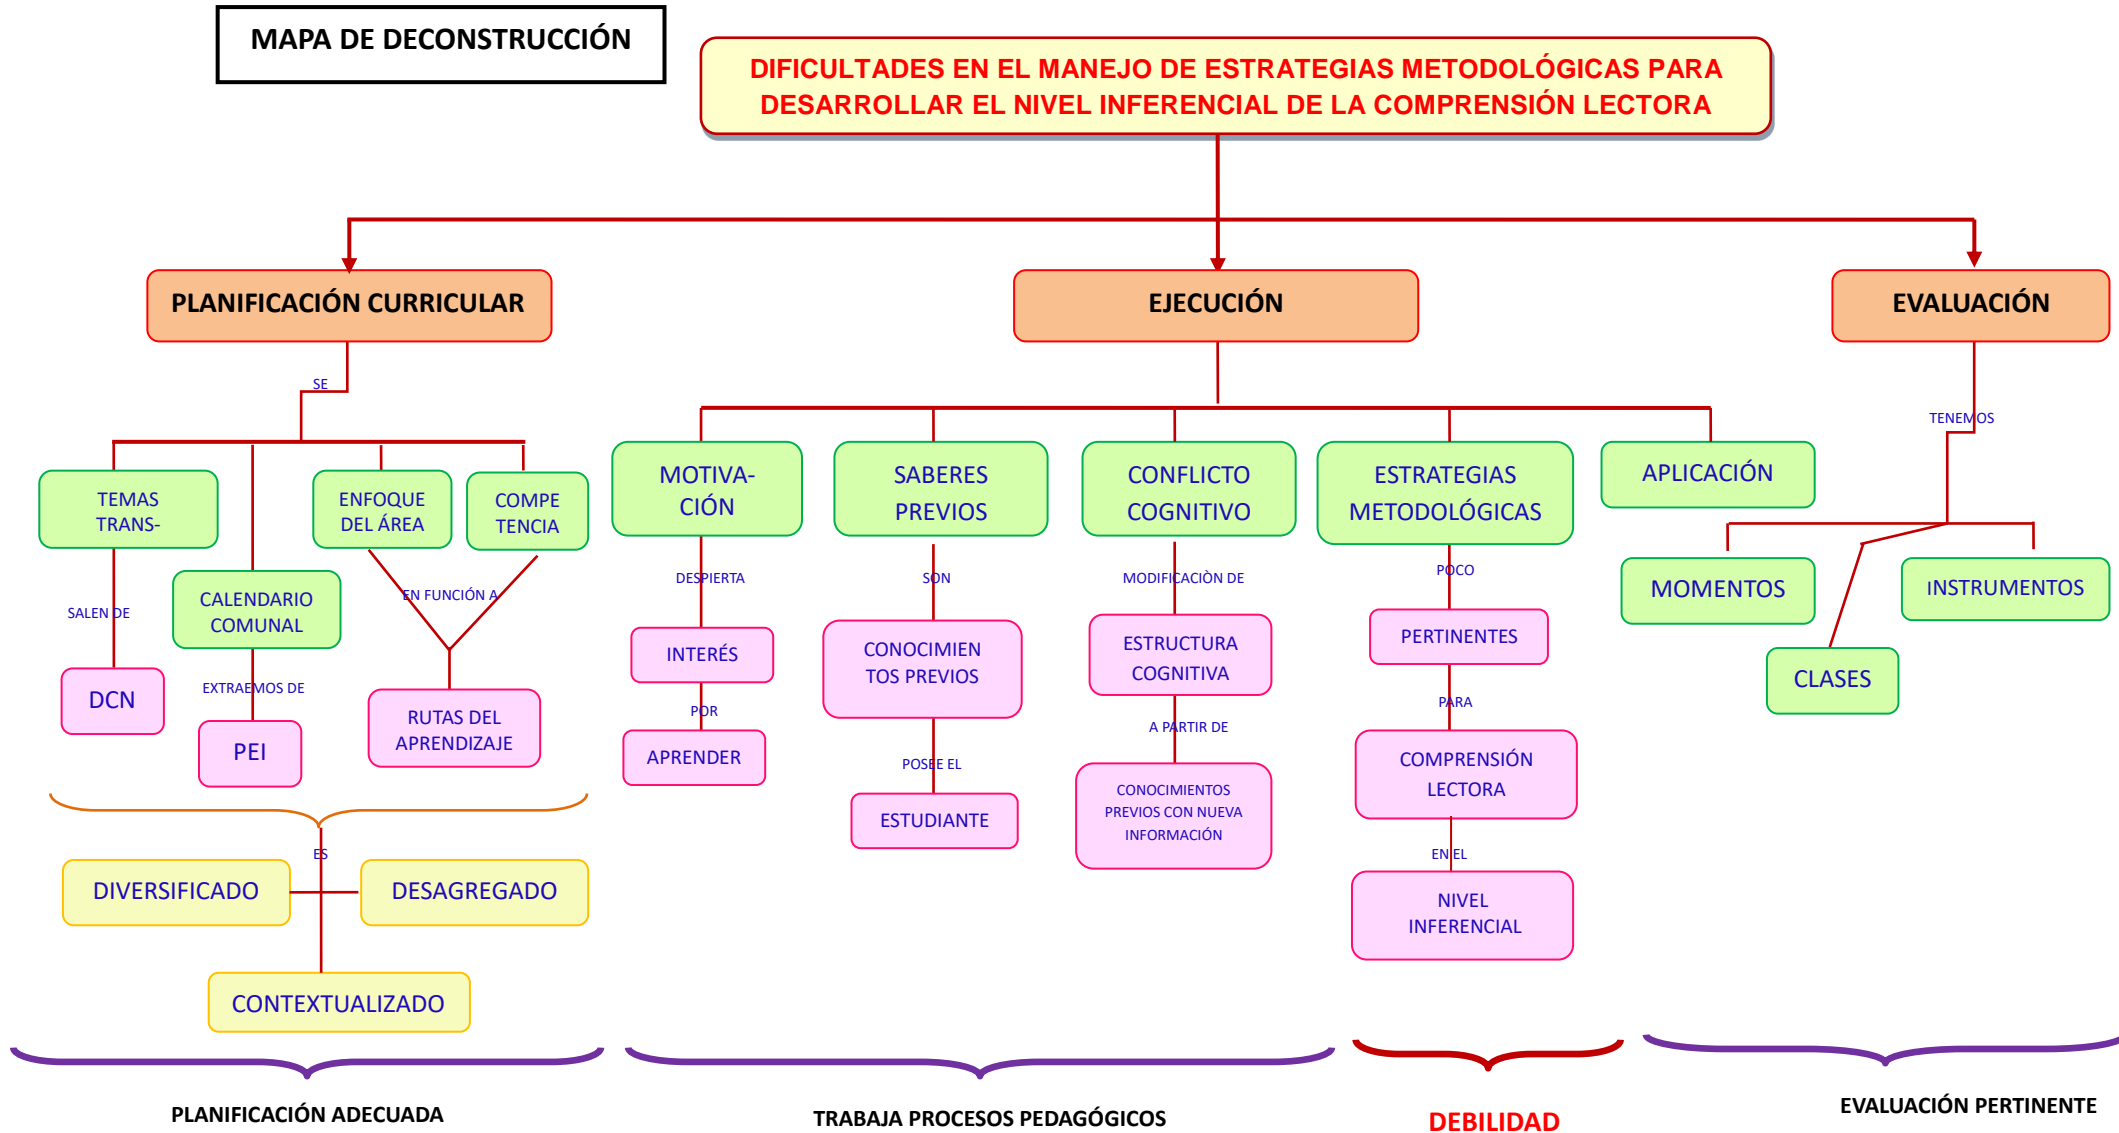 MAPA DE DECONSTRUCCIÓN
DIFICULTADES EN EL MANEJO DE ESTRATEGIAS METODOLÓGICAS PARA
DESARROLLAR EL NIVEL INFERENCIAL DE LA COMPRENSIÓN LECTORA
PLANIFICACIÓN CURRICULAR
EJECUCIÓN
EVALUACIÓN
SE
TEMAS
TRANS-
SALEN DE
DCN
CALENDARIO
COMUNAL
EXTRAEMOS DE
PEI
ENFOQUE
DEL ÁREA
COMPE
TENCIA
EN FUNCIÓN A
RUTAS DEL
APRENDIZAJE
ES
DIVERSIFICADO
DESAGREGADO
CONTEXTUALIZADO
MOTIVA-
CIÓN
DESPIERTA
INTERÉS
POR
APRENDER
SABERES
PREVIOS
SON
CONOCIMIEN
TOS PREVIOS
POSEE EL
ESTUDIANTE
CONFLICTO
COGNITIVO
MODIFICACIÒN DE
ESTRUCTURA
COGNITIVA
A PARTIR DE
CONOCIMIENTOS
PREVIOS CON NUEVA
INFORMACIÓN
ESTRATEGIAS
METODOLÓGICAS
POCO
PERTINENTES
PARA
COMPRENSIÓN
LECTORA
EN EL
NIVEL
INFERENCIAL
APLICACIÓN
TENEMOS
MOMENTOS
CLASES
INSTRUMENTOS
PLANIFICACIÓN ADECUADA
TRABAJA PROCESOS PEDAGÓGICOS
DEBILIDAD
EVALUACIÓN PERTINENTE